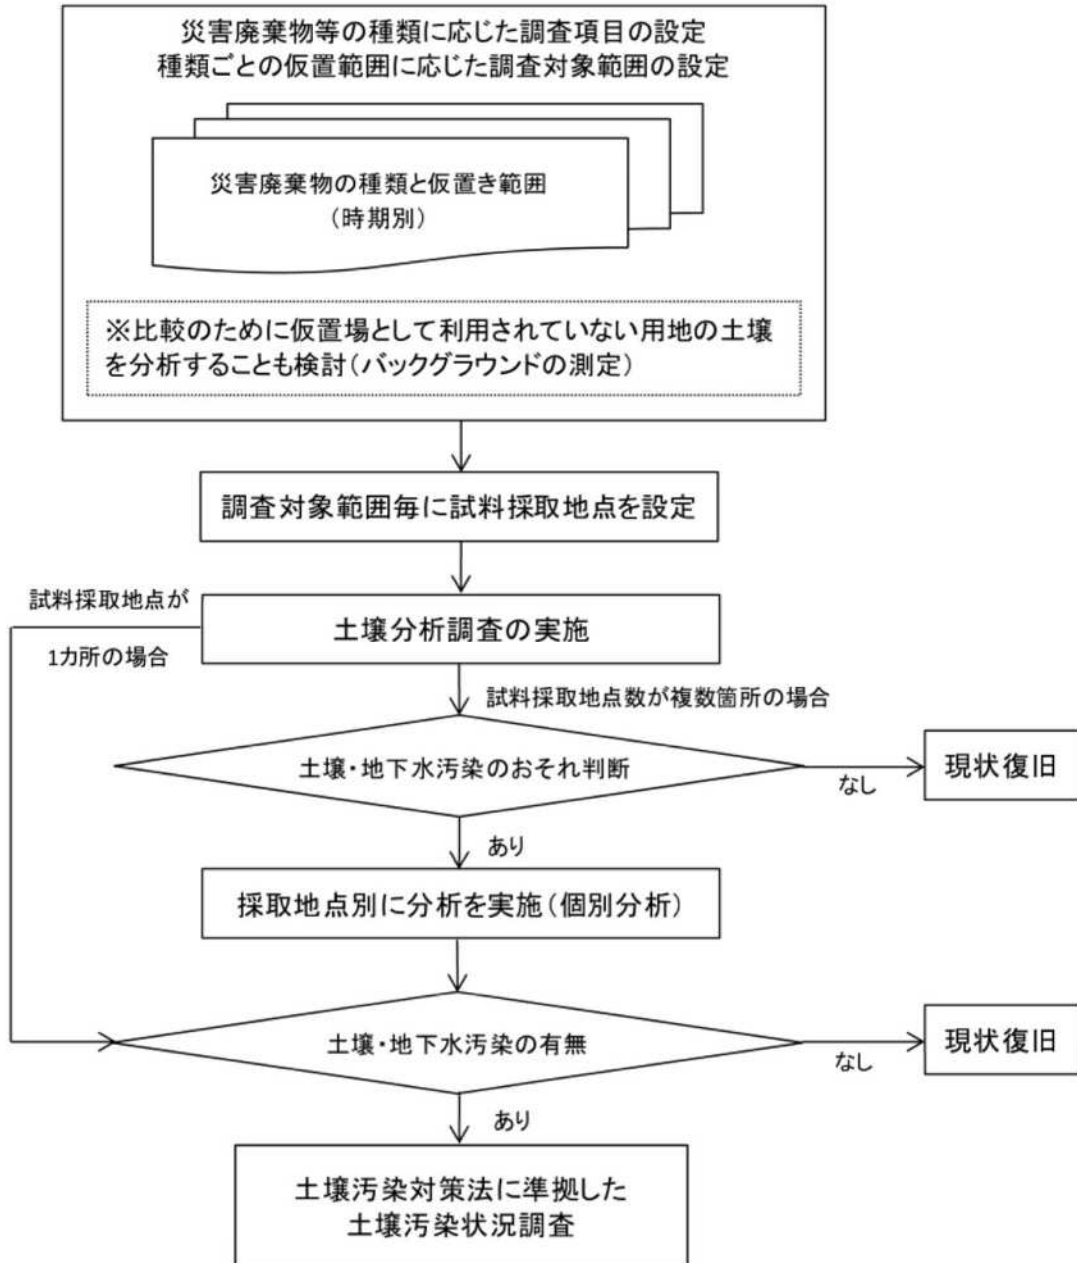 災害廃棄物等の種類に応じた調査項目の設定
種類ごとの仮置範囲に応じた調査対象範囲の設定
災害廃棄物の種類と仮置き範囲
（時期別）
※比較のために仮置場として利用されていない用地の土壌
を分析することも検討（バックグラウンドの測定）
調査対象範囲毎に試料採取地点を設定
試料採取地点が
1カ所の場合
土壌分析調査の実施
試料採取地点数が複数箇所の場合
土壌・地下水汚染のおそれ判断
なし
現状復旧
あり
採取地点別に分析を実施（個別分析）
土壌・地下水汚染の有無
なし
現状復旧
あり
土壌汚染対策法に準拠した
土壌汚染状況調査